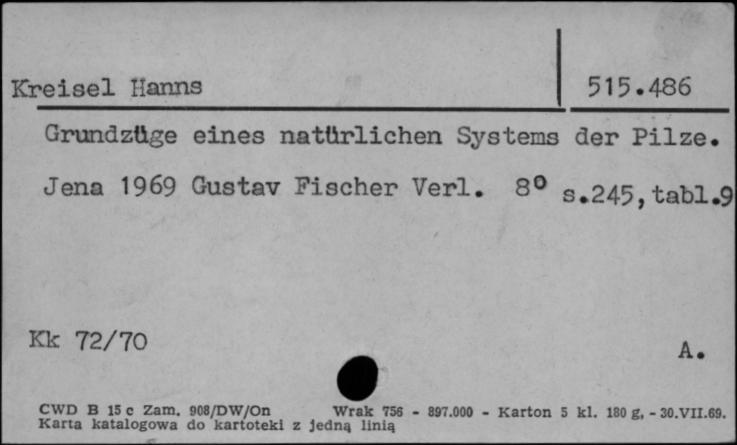 Kreisel Hanns 515.486
Grundzüge eines natürlichen Systems der Pilze.
Jena 1969 Gustav Fischer Verl. 8⁰ s.245,tabl.9
Kk 72/70 A.
CWD B 15 c Zam. 908/DW/On Wrak 756 - 897.000 - Karton 5 kl. 180 g, - 30.VII.69.
Karta katalogowa do kartoteki z jedną linią